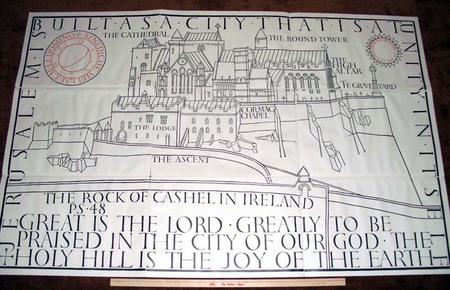 JERUSALEM·IS
BUILT·AS·A·CITY·THAT·IS·AT
UNITY·IN·ITSELF
THE CATHEDRAL
THE ROUND TOWER
THE
HIGH
ALTAR
Yᴱ GRAVEYARD
CORMAC
CHAPEL
THE LODGE
THE ASCENT
THE ROCK OF CASHEL IN IRELAND
PS·48
GREAT IS THE LORD·GREATLY TO BE
PRAISED IN THE CITY OF OUR GOD·THE
HOLY HILL IS THE JOY OF THE EARTH